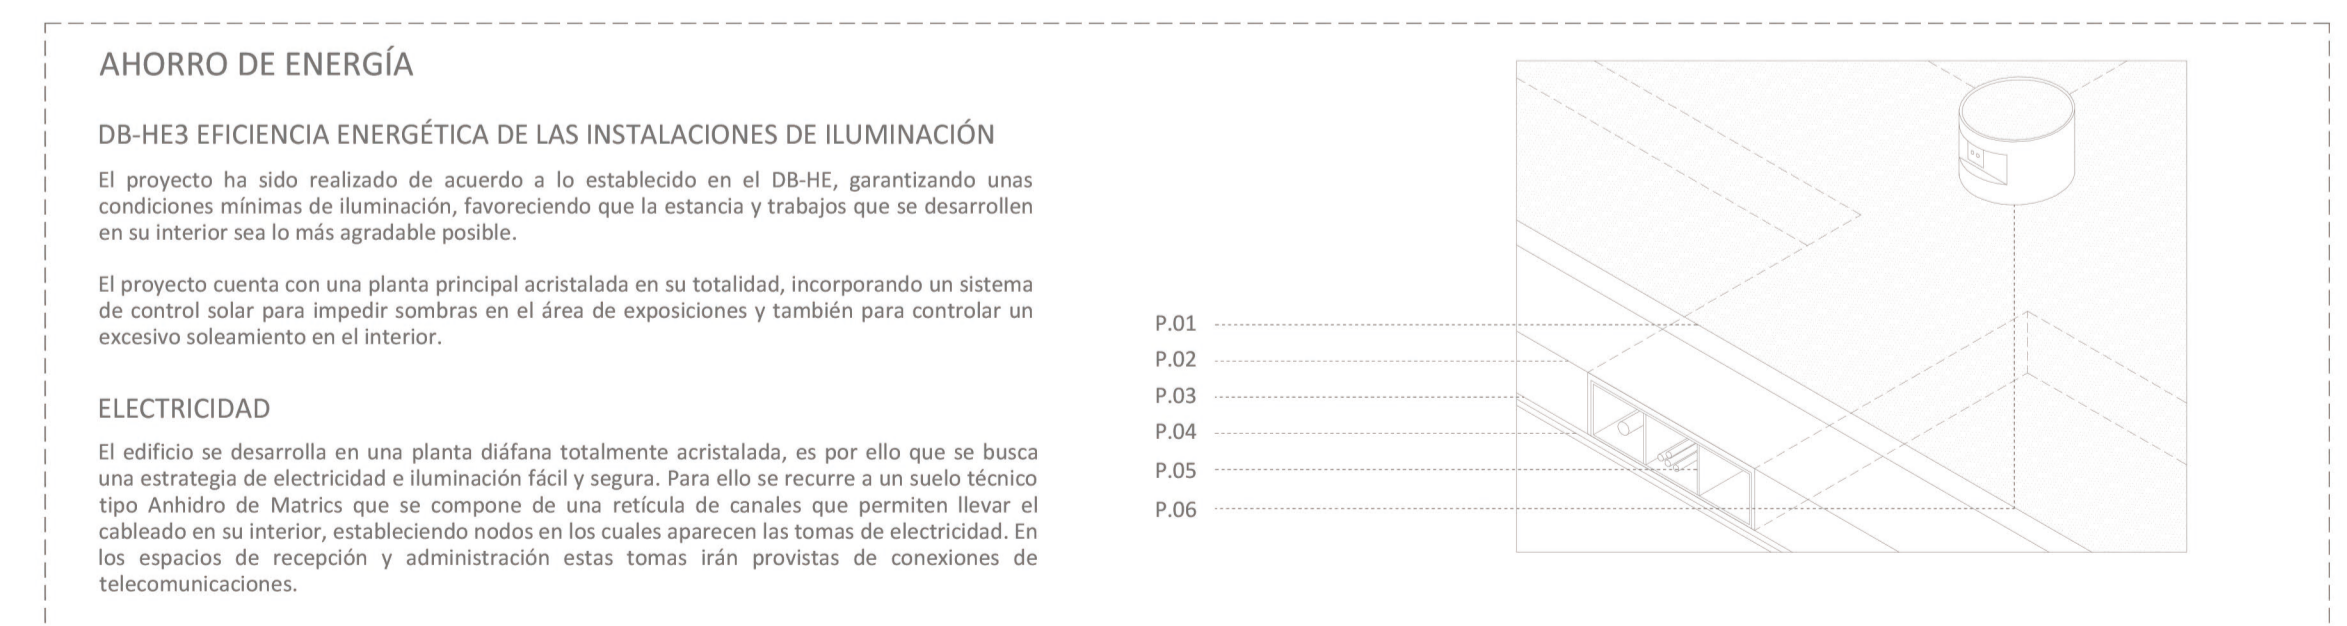 AHORRO DE ENERGÍA
DB-HE3 EFICIENCIA ENERGÉTICA DE LAS INSTALACIONES DE ILUMINACIÓN
El proyecto ha sido realizado de acuerdo a lo establecido en el DB-HE, garantizando unas
condiciones mínimas de iluminación, favoreciendo que la estancia y trabajos que se desarrollen
en su interior sea lo más agradable posible.
El proyecto cuenta con una planta principal acristalada en su totalidad, incorporando un sistema
de control solar para impedir sombras en el área de exposiciones y también para controlar un
excesivo soleamiento en el interior.
ELECTRICIDAD
El edificio se desarrolla en una planta diáfana totalmente acristalada, es por ello que se busca
una estrategia de electricidad e iluminación fácil y segura. Para ello se recurre a un suelo técnico
tipo Anhidro de Matrics que se compone de una retícula de canales que permiten llevar el
cableado en su interior, estableciendo nodos en los cuales aparecen las tomas de electricidad. En
los espacios de recepción y administración estas tomas irán provistas de conexiones de
telecomunicaciones.
P.01
P.02
P.03
P.04
P.05
P.06